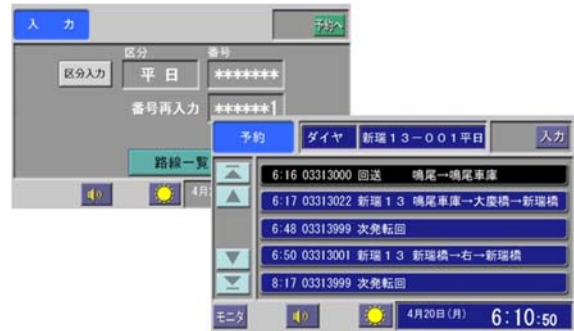 入 力
予約へ
区分 番号
区分入力 平 日 *******
番号再入力 ******1
路線一覧
予約 ダイヤ 新瑞13-001平日 入力
6:16 03313000 回送 鳴尾→鳴尾車庫
6:17 03313022 新瑞13 鳴尾車庫→大慶橋→新瑞橋
6:48 03313999 次発転回
6:50 03313001 新瑞13 新瑞橋→右→新瑞橋
8:17 03313999 次発転回
モニタ 4月20日(月) 6:10:50